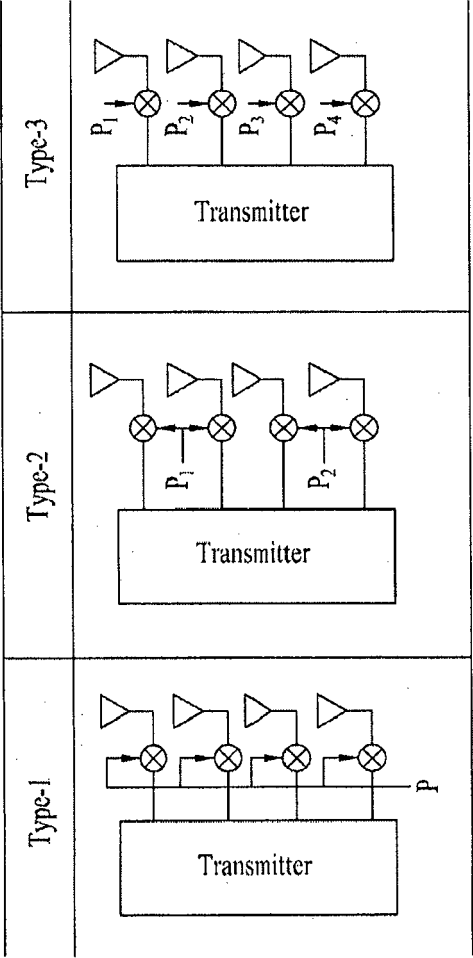 Type-1
Type-2
Type-3
Transmitter
P
Transmitter
P1
P2
Transmitter
P1
P2
P3
P4